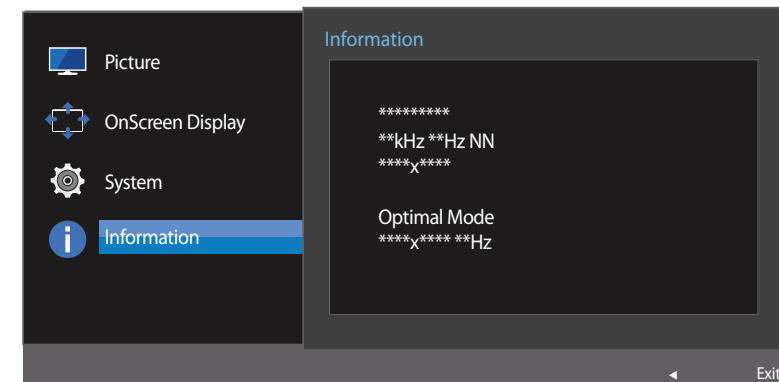 Picture
OnScreen Display
System
Information
Information
*********
**kHz **Hz NN
****x****
Optimal Mode
****x**** **Hz
Exit